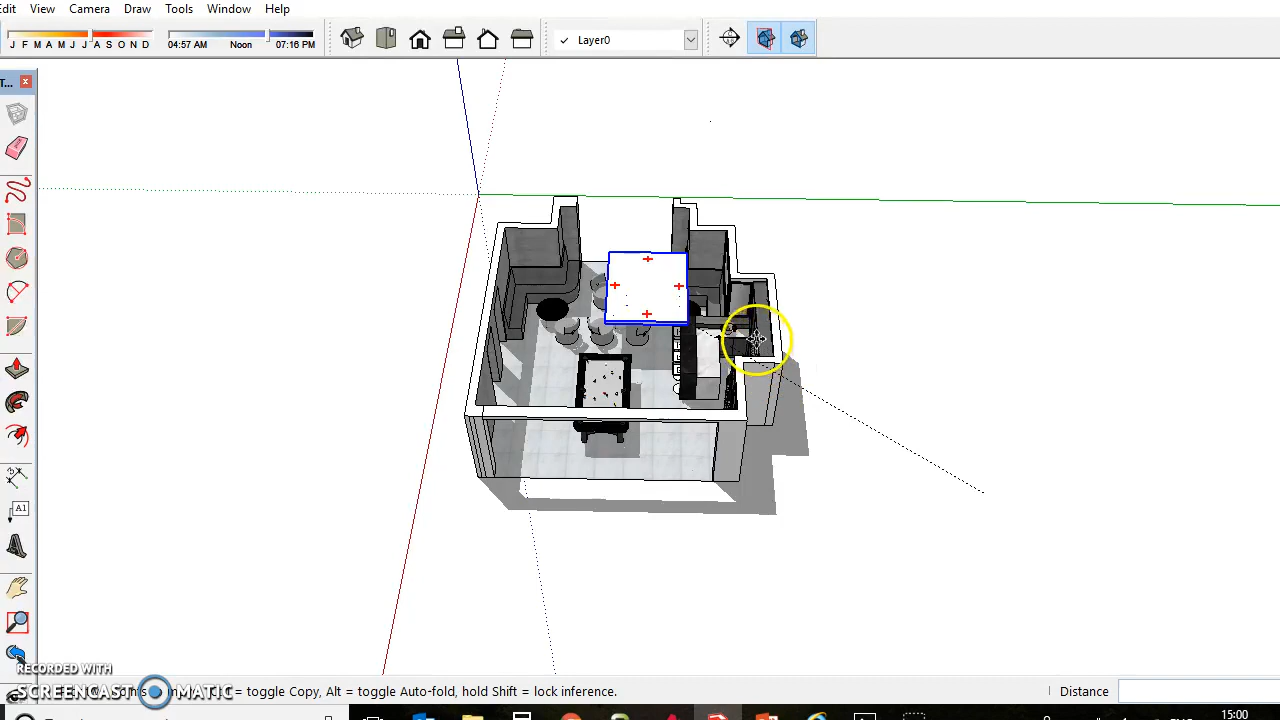 Edit View Camera Draw Tools Window Help
J F M A M J J A S O N D 04:57 AM Noon 07:16 PM
✓ Layer0
T...
A1
RECORDED WITH
SCREENCAST MATIC
= toggle Copy, Alt = toggle Auto-fold, hold Shift = lock inference.
Distance
15:00